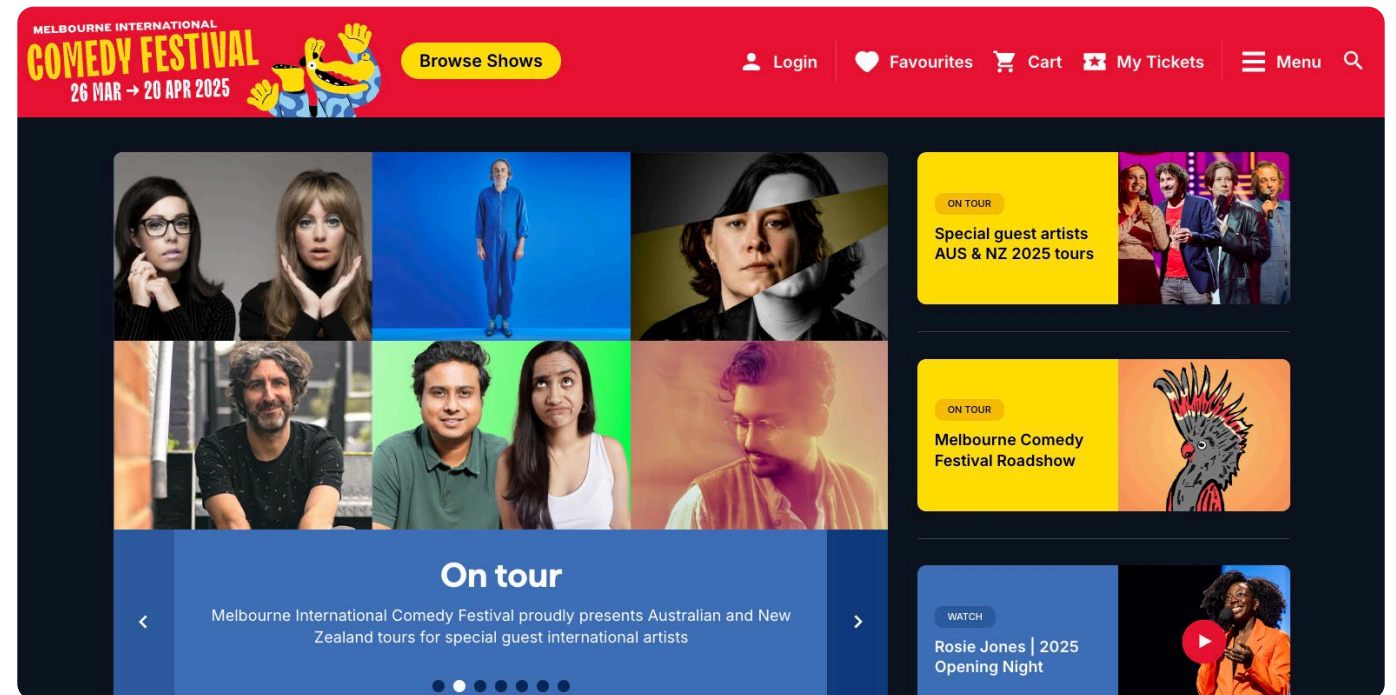 MELBOURNE INTERNATIONAL
COMEDY FESTIVAL
26 MAR → 20 APR 2025
Browse Shows
Login
Favourites
Cart
My Tickets
Menu
On tour
Melbourne International Comedy Festival proudly presents Australian and New
Zealand tours for special guest international artists
ON TOUR
Special guest artists
AUS & NZ 2025 tours
ON TOUR
Melbourne Comedy
Festival Roadshow
WATCH
Rosie Jones | 2025
Opening Night